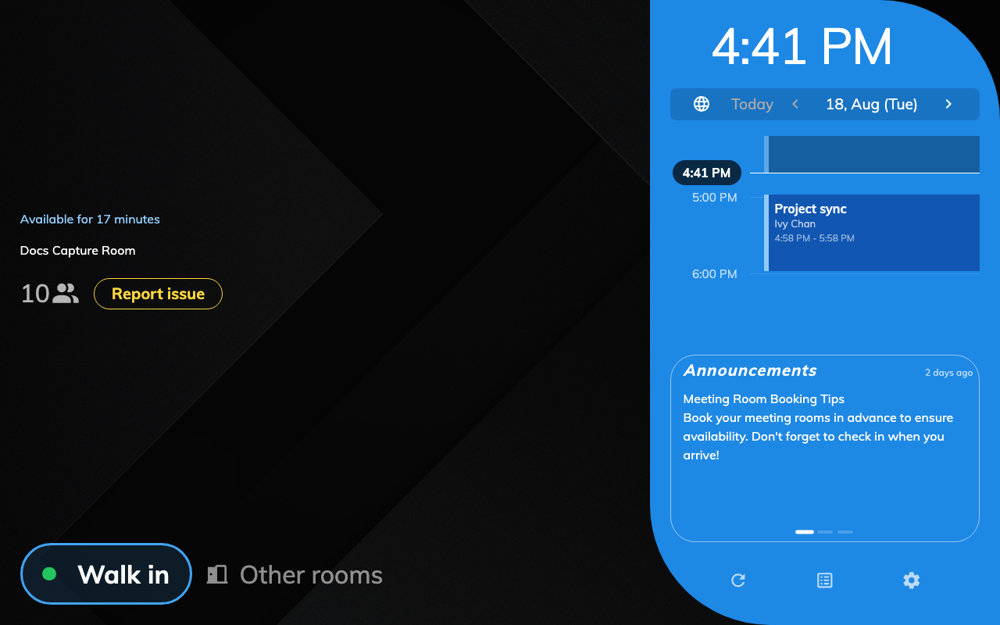 Available for 17 minutes
Docs Capture Room
10
Report issue
Walk in
Other rooms
4:41 PM
Today
18, Aug (Tue)
4:41 PM
5:00 PM
Project sync
Ivy Chan
4:58 PM - 5:58 PM
6:00 PM
Announcements
2 days ago
Meeting Room Booking Tips
Book your meeting rooms in advance to ensure
availability. Don't forget to check in when you
arrive!